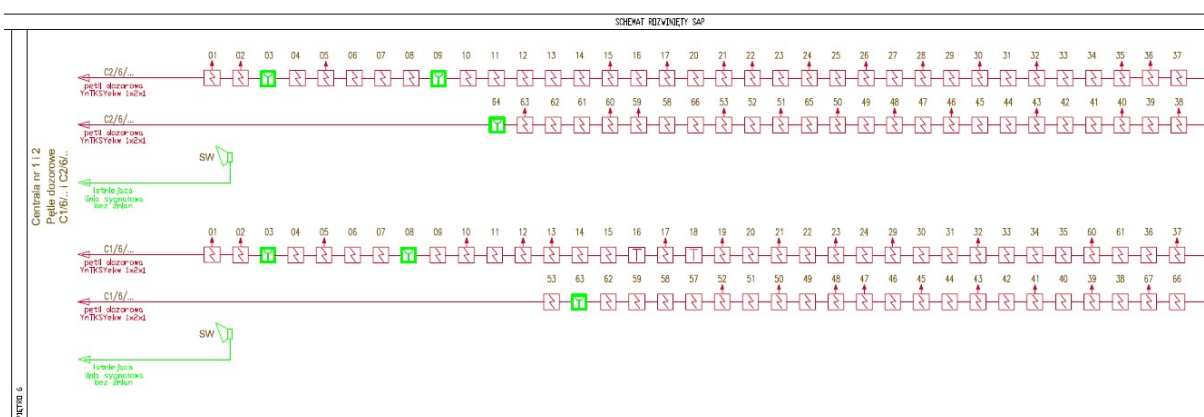 SCHEMAT ROZWINIĘTY SAP
01 02 03 04 05 06 07 08 09 10 11 12 13 14 15 16 17 20 21 22 23 24 25 26 27 28 29 30 31 32 33 34 35 36 37
C2/6/...
pętli dozorowa
YnTKSYekw 1x2x1
64 63 62 61 60 59 58 66 53 52 51 65 50 49 48 47 46 45 44 43 42 41 40 39 38
C2/6/...
pętli dozorowa
YnTKSYekw 1x2x1
SW
Istniejąca
linia sygnałowa
bez zmian
Centrala nr 1 i 2
Pętle dozorowe
C1/6/.. i C2/6/..
01 02 03 04 05 06 07 08 09 10 11 12 13 14 15 16 17 18 19 20 21 22 23 24 29 30 31 32 33 34 35 60 61 36 37
C1/6/...
pętli dozorowa
YnTKSYekw 1x2x1
53 63 62 59 58 57 52 51 50 49 48 47 46 45 44 43 42 41 40 39 38 67 66
C1/6/...
pętli dozorowa
YnTKSYekw 1x2x1
SW
Istniejąca
linia sygnałowa
bez zmian
PIĘTRO 6